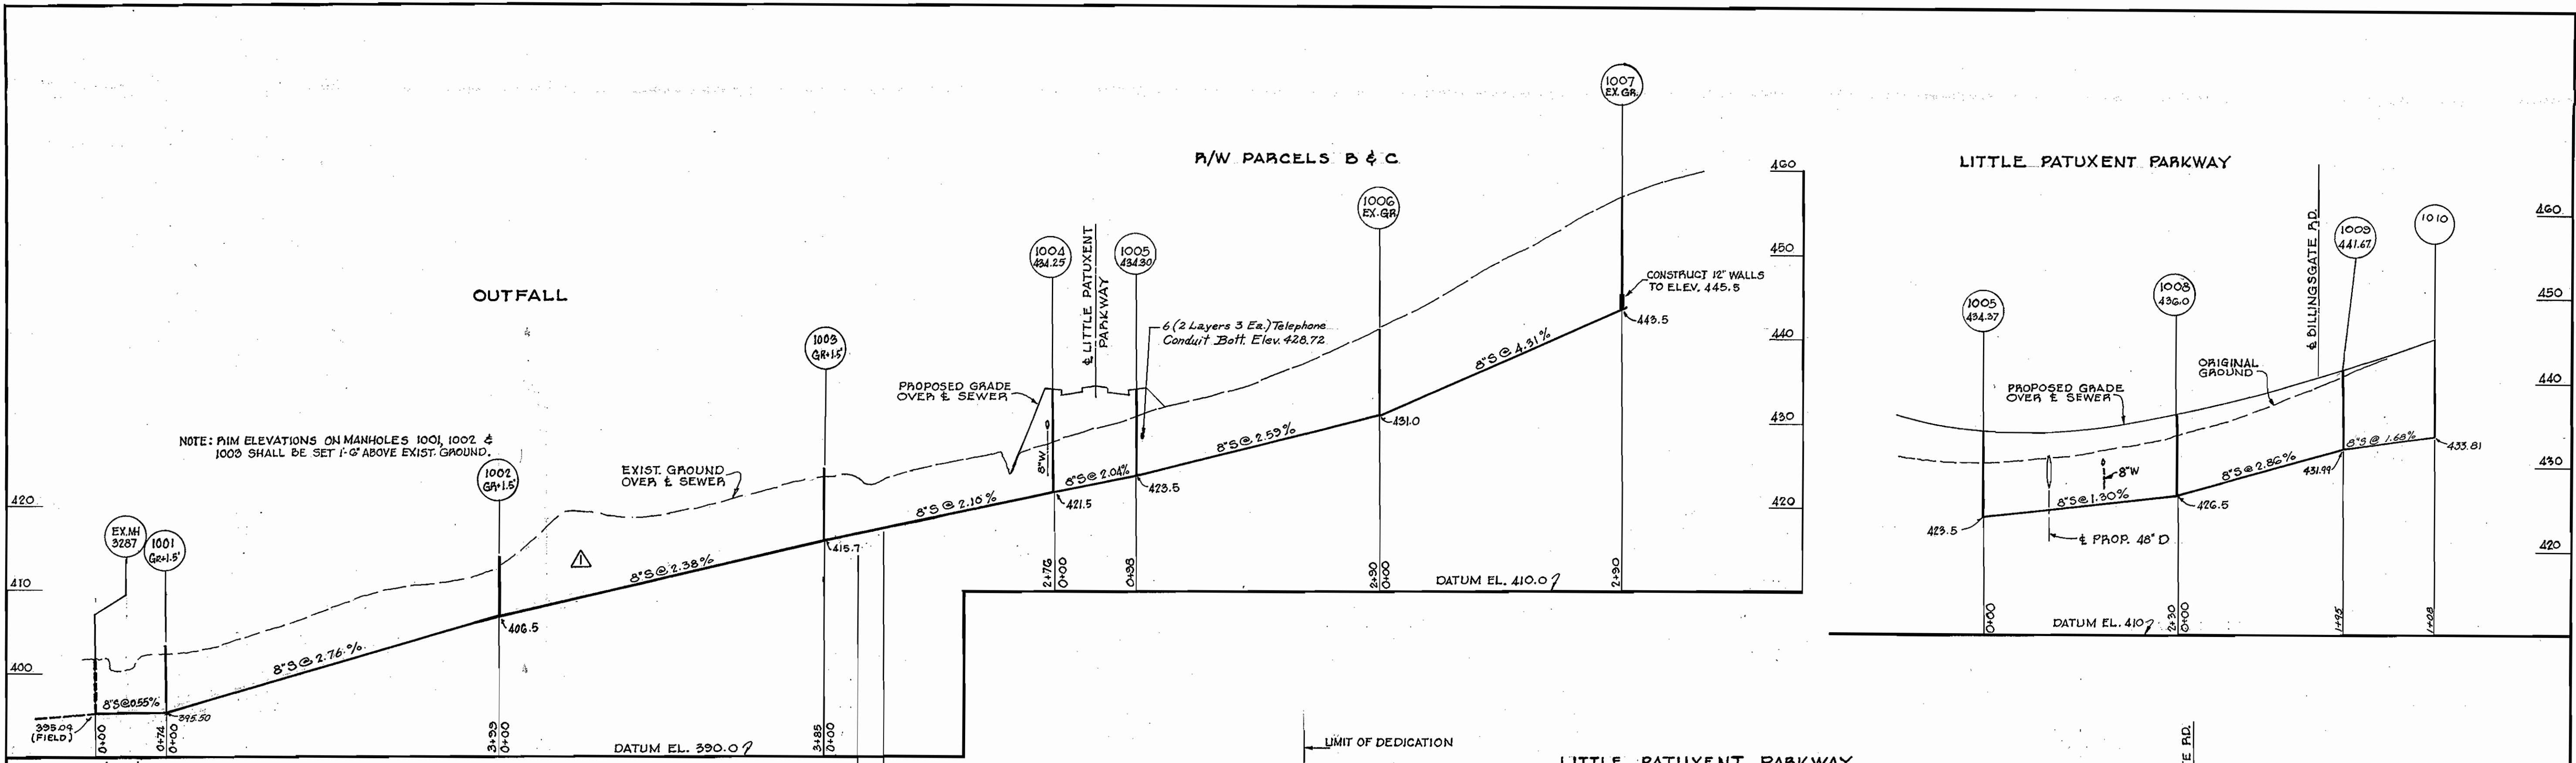 OUTFALL
R/W PARCELS B & C
LITTLE PATUXENT PARKWAY
NOTE: RIM ELEVATIONS ON MANHOLES 1001, 1002 &
1003 SHALL BE SET 1'-6" ABOVE EXIST. GROUND.
420
410
400
EX.MH
3287
1001
GR+1.5'
1002
GR+1.5'
1003
GR+1.5'
EXIST. GROUND
OVER ℄ SEWER
8"S@0.55%
8"S@2.76%
8"S@2.38%
8"S@2.10%
395.09
(FIELD)
395.50
406.5
415.7
0+00
0+74
0+00
3+99
0+00
3+85
0+00
DATUM EL. 390.0
PROPOSED GRADE
OVER ℄ SEWER
1004
434.25
℄ LITTLE PATUXENT
PARKWAY
1005
434.30
6 (2 Layers 3 Ea.) Telephone
Conduit Bott. Elev. 428.72
8"W
8"S@2.04%
421.5
423.5
8"S@2.59%
1006
EX.GR.
431.0
8"S@4.31%
1007
EX.GR.
CONSTRUCT 12" WALLS
TO ELEV. 445.5
443.5
460
450
440
430
420
2+76
0+00
0+98
2+90
0+00
2+90
DATUM EL. 410.0
1005
434.37
1008
436.0
℄ BILLINGSGATE RD.
1009
441.67
1010
PROPOSED GRADE
OVER ℄ SEWER
ORIGINAL
GROUND
8"W
8"S@1.30%
8"S@2.86%
8"S@1.68%
423.5
426.5
431.99
433.81
℄ PROP. 48" D
460
450
440
430
420
0+00
2+30
0+00
1+95
1+08
DATUM EL. 410
LIMIT OF DEDICATION
LITTLE PATUXENT PARKWAY
E RD.